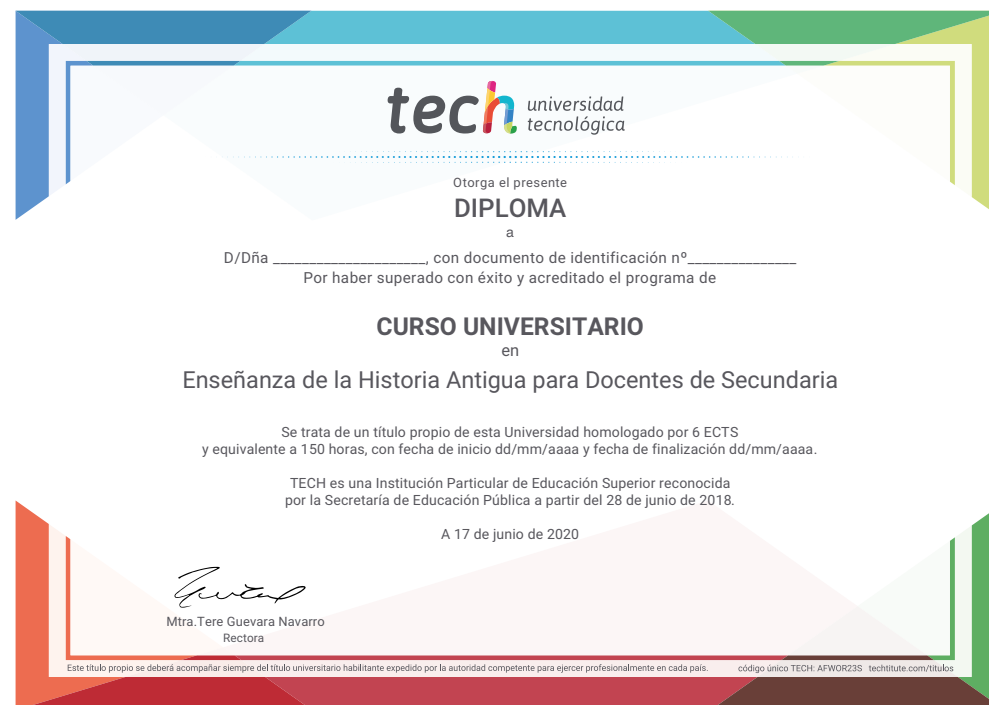 tech universidad
tecnológica
Otorga el presente
DIPLOMA
a
D/Dña ______________________, con documento de identificación nº________________
Por haber superado con éxito y acreditado el programa de
CURSO UNIVERSITARIO
en
Enseñanza de la Historia Antigua para Docentes de Secundaria
Se trata de un título propio de esta Universidad homologado por 6 ECTS
y equivalente a 150 horas, con fecha de inicio dd/mm/aaaa y fecha de finalización dd/mm/aaaa.
TECH es una Institución Particular de Educación Superior reconocida
por la Secretaría de Educación Pública a partir del 28 de junio de 2018.
A 17 de junio de 2020
Mtra.Tere Guevara Navarro
Rectora
Este título propio se deberá acompañar siempre del título universitario habilitante expedido por la autoridad competente para ejercer profesionalmente en cada país. código único TECH: AFWOR23S techtitute.com/titulos